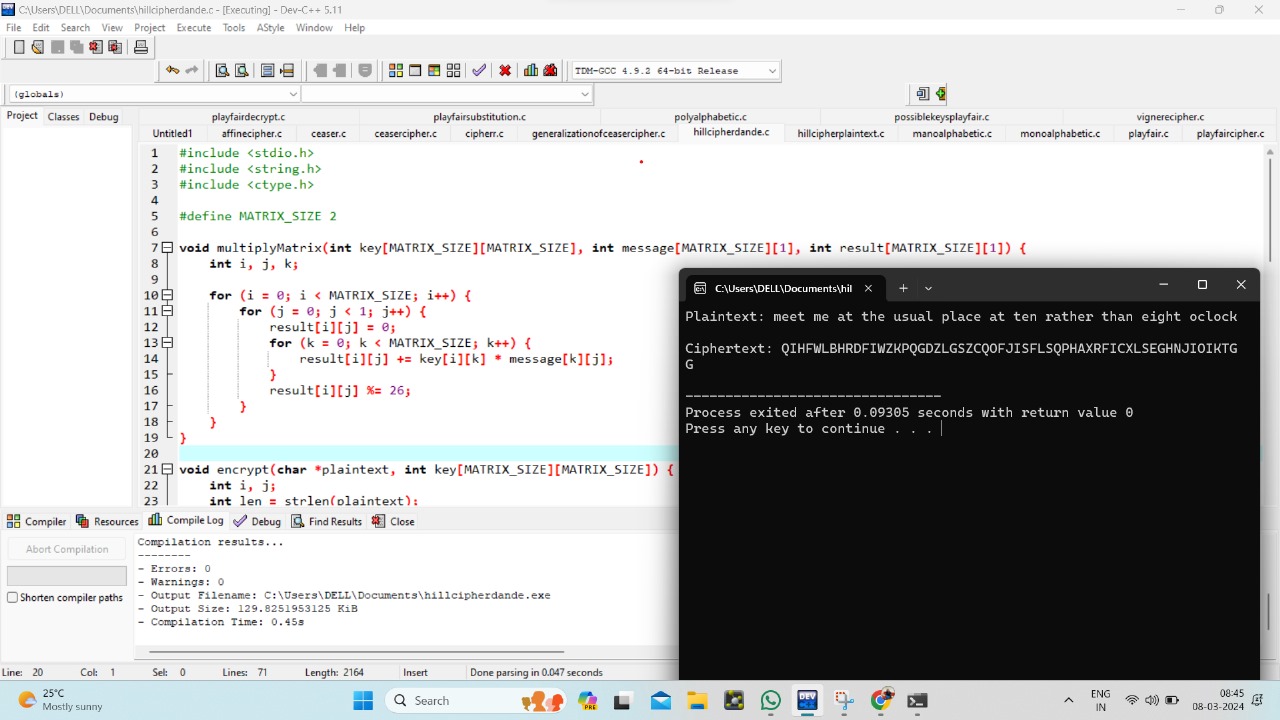 C:\Users\DELL\Documents\hillcipherdande.c - [Executing] - Dev-C++ 5.11
File Edit Search View Project Execute Tools AStyle Window Help
TDM-GCC 4.9.2 64-bit Release
(globals)
Project Classes Debug
playfairdecrypt.c playfairsubstitution.c polyalphabetic.c possiblekeysplayfair.c vignerecipher.c
Untitled1 affinecipher.c ceaser.c ceasercipher.c cipherr.c generalizationofceasercipher.c hillcipherdande.c hillcipherplaintext.c manoalphabetic.c monoalphabetic.c playfair.c playfaircipher.c
1 #include <stdio.h>
2 #include <string.h>
3 #include <ctype.h>
4
5 #define MATRIX_SIZE 2
6
7 void multiplyMatrix(int key[MATRIX_SIZE][MATRIX_SIZE], int message[MATRIX_SIZE][1], int result[MATRIX_SIZE][1]) {
8 int i, j, k;
9
10 for (i = 0; i < MATRIX_SIZE; i++) {
11 for (j = 0; j < 1; j++) {
12 result[i][j] = 0;
13 for (k = 0; k < MATRIX_SIZE; k++) {
14 result[i][j] += key[i][k] * message[k][j];
15 }
16 result[i][j] %= 26;
17 }
18 }
19 }
20
21 void encrypt(char *plaintext, int key[MATRIX_SIZE][MATRIX_SIZE]) {
22 int i, j;
23 int len = strlen(plaintext);
C:\Users\DELL\Documents\hil
Plaintext: meet me at the usual place at ten rather than eight oclock
Ciphertext: QIHFWLBHRDFIWZKPQGDZLGSZCQOFJISFLSQPHAXRFICXLSEGHNJIOIKTG
G
--------------------------------
Process exited after 0.09305 seconds with return value 0
Press any key to continue . . .
Compiler Resources Compile Log Debug Find Results Close
Abort Compilation
Shorten compiler paths
Compilation results...
--------
- Errors: 0
- Warnings: 0
- Output Filename: C:\Users\DELL\Documents\hillcipherdande.exe
- Output Size: 129.8251953125 KiB
- Compilation Time: 0.45s
Line: 20 Col: 1 Sel: 0 Lines: 71 Length: 2164 Insert Done parsing in 0.047 seconds
25°C
Mostly sunny
Search
PRE
DEV
ENG
IN
08:45
08-03-2024